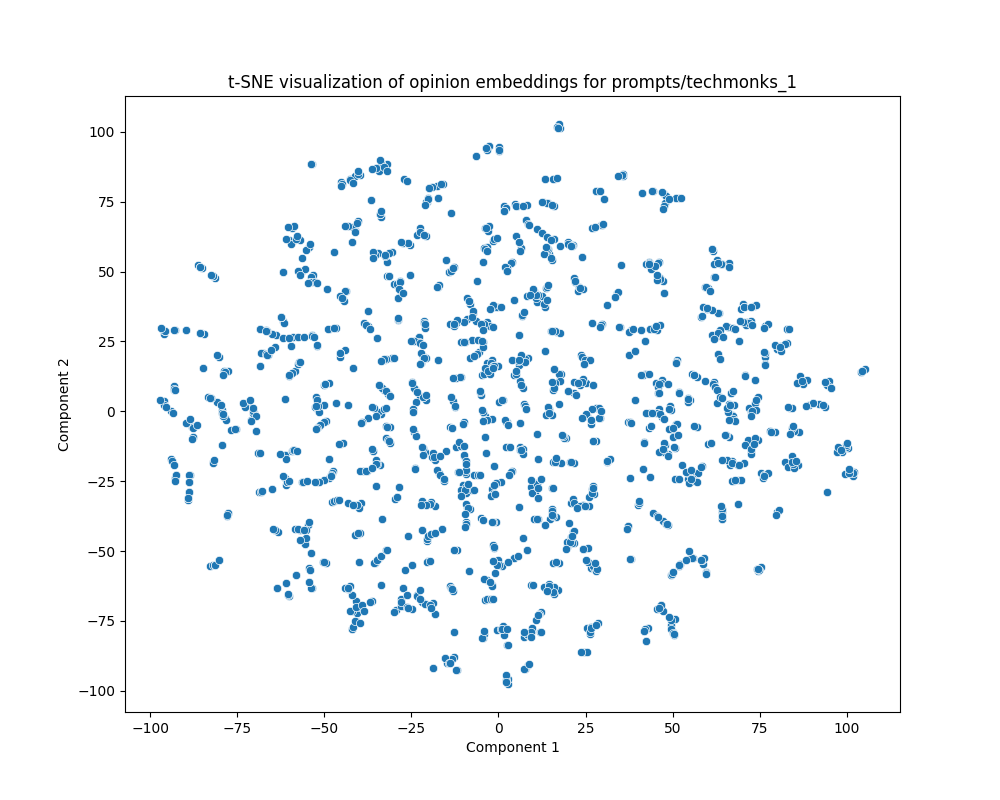 t-SNE visualization of opinion embeddings for prompts/techmonks_1
100
75
50
25
0
−25
−50
−75
−100
Component 2
−100 −75 −50 −25 0 25 50 75 100
Component 1